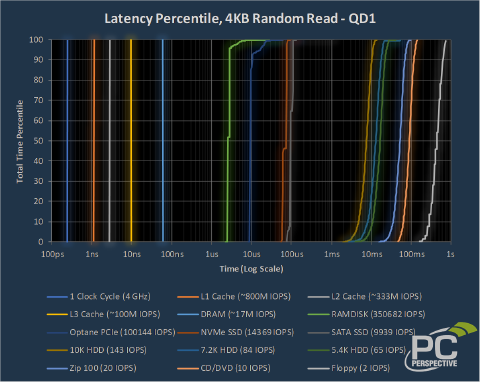 Latency Percentile, 4KB Random Read - QD1
Total Time Percentile
100
90
80
70
60
50
40
30
20
10
0
100ps 1ns 10ns 100ns 1us 10us 100us 1ms 10ms 100ms 1s
Time (Log Scale)
1 Clock Cycle (4 GHz) L1 Cache (~800M IOPS) L2 Cache (~333M IOPS)
L3 Cache (~100M IOPS) DRAM (~17M IOPS) RAMDISK (350682 IOPS)
Optane PCIe (100144 IOPS) NVMe SSD (14369 IOPS) SATA SSD (9939 IOPS)
10K HDD (143 IOPS) 7.2K HDD (84 IOPS) 5.4K HDD (65 IOPS)
Zip 100 (20 IOPS) CD/DVD (10 IOPS) Floppy (2 IOPS)
PC
PERSPECTIVE